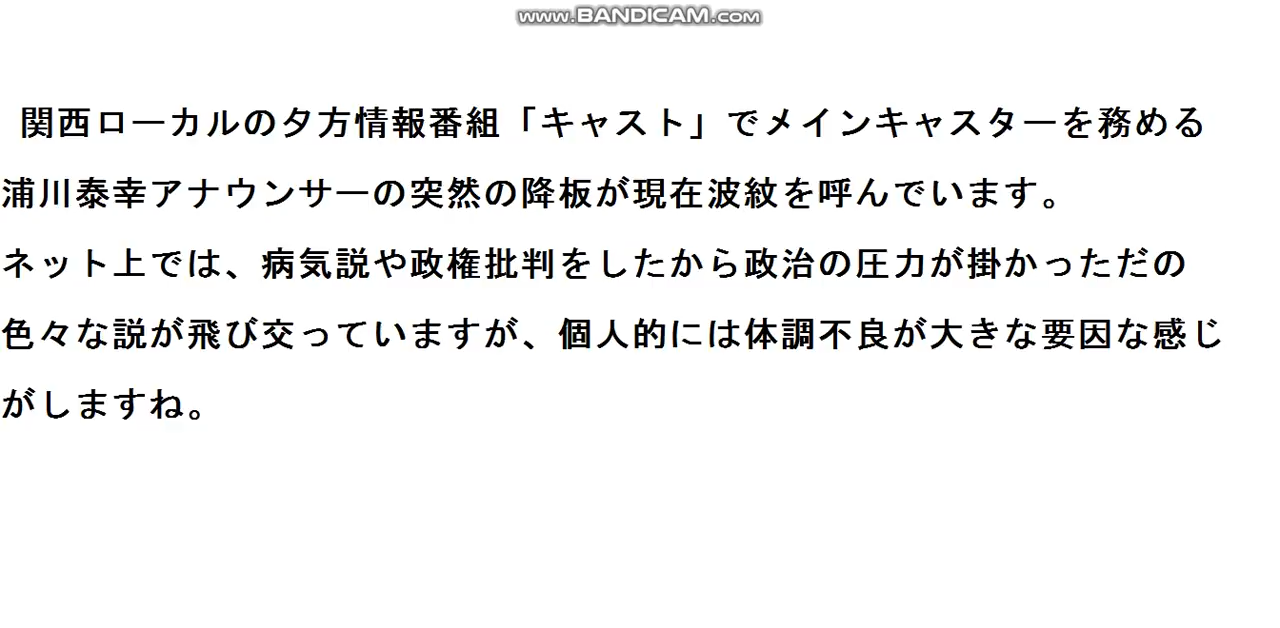 www.BANDICAM.com
関西ローカルの夕方情報番組「キャスト」でメインキャスターを務める
浦川泰幸アナウンサーの突然の降板が現在波紋を呼んでいます。
ネット上では、病気説や政権批判をしたから政治の圧力が掛かっただの
色々な説が飛び交っていますが、個人的には体調不良が大きな要因な感じ
がしますね。